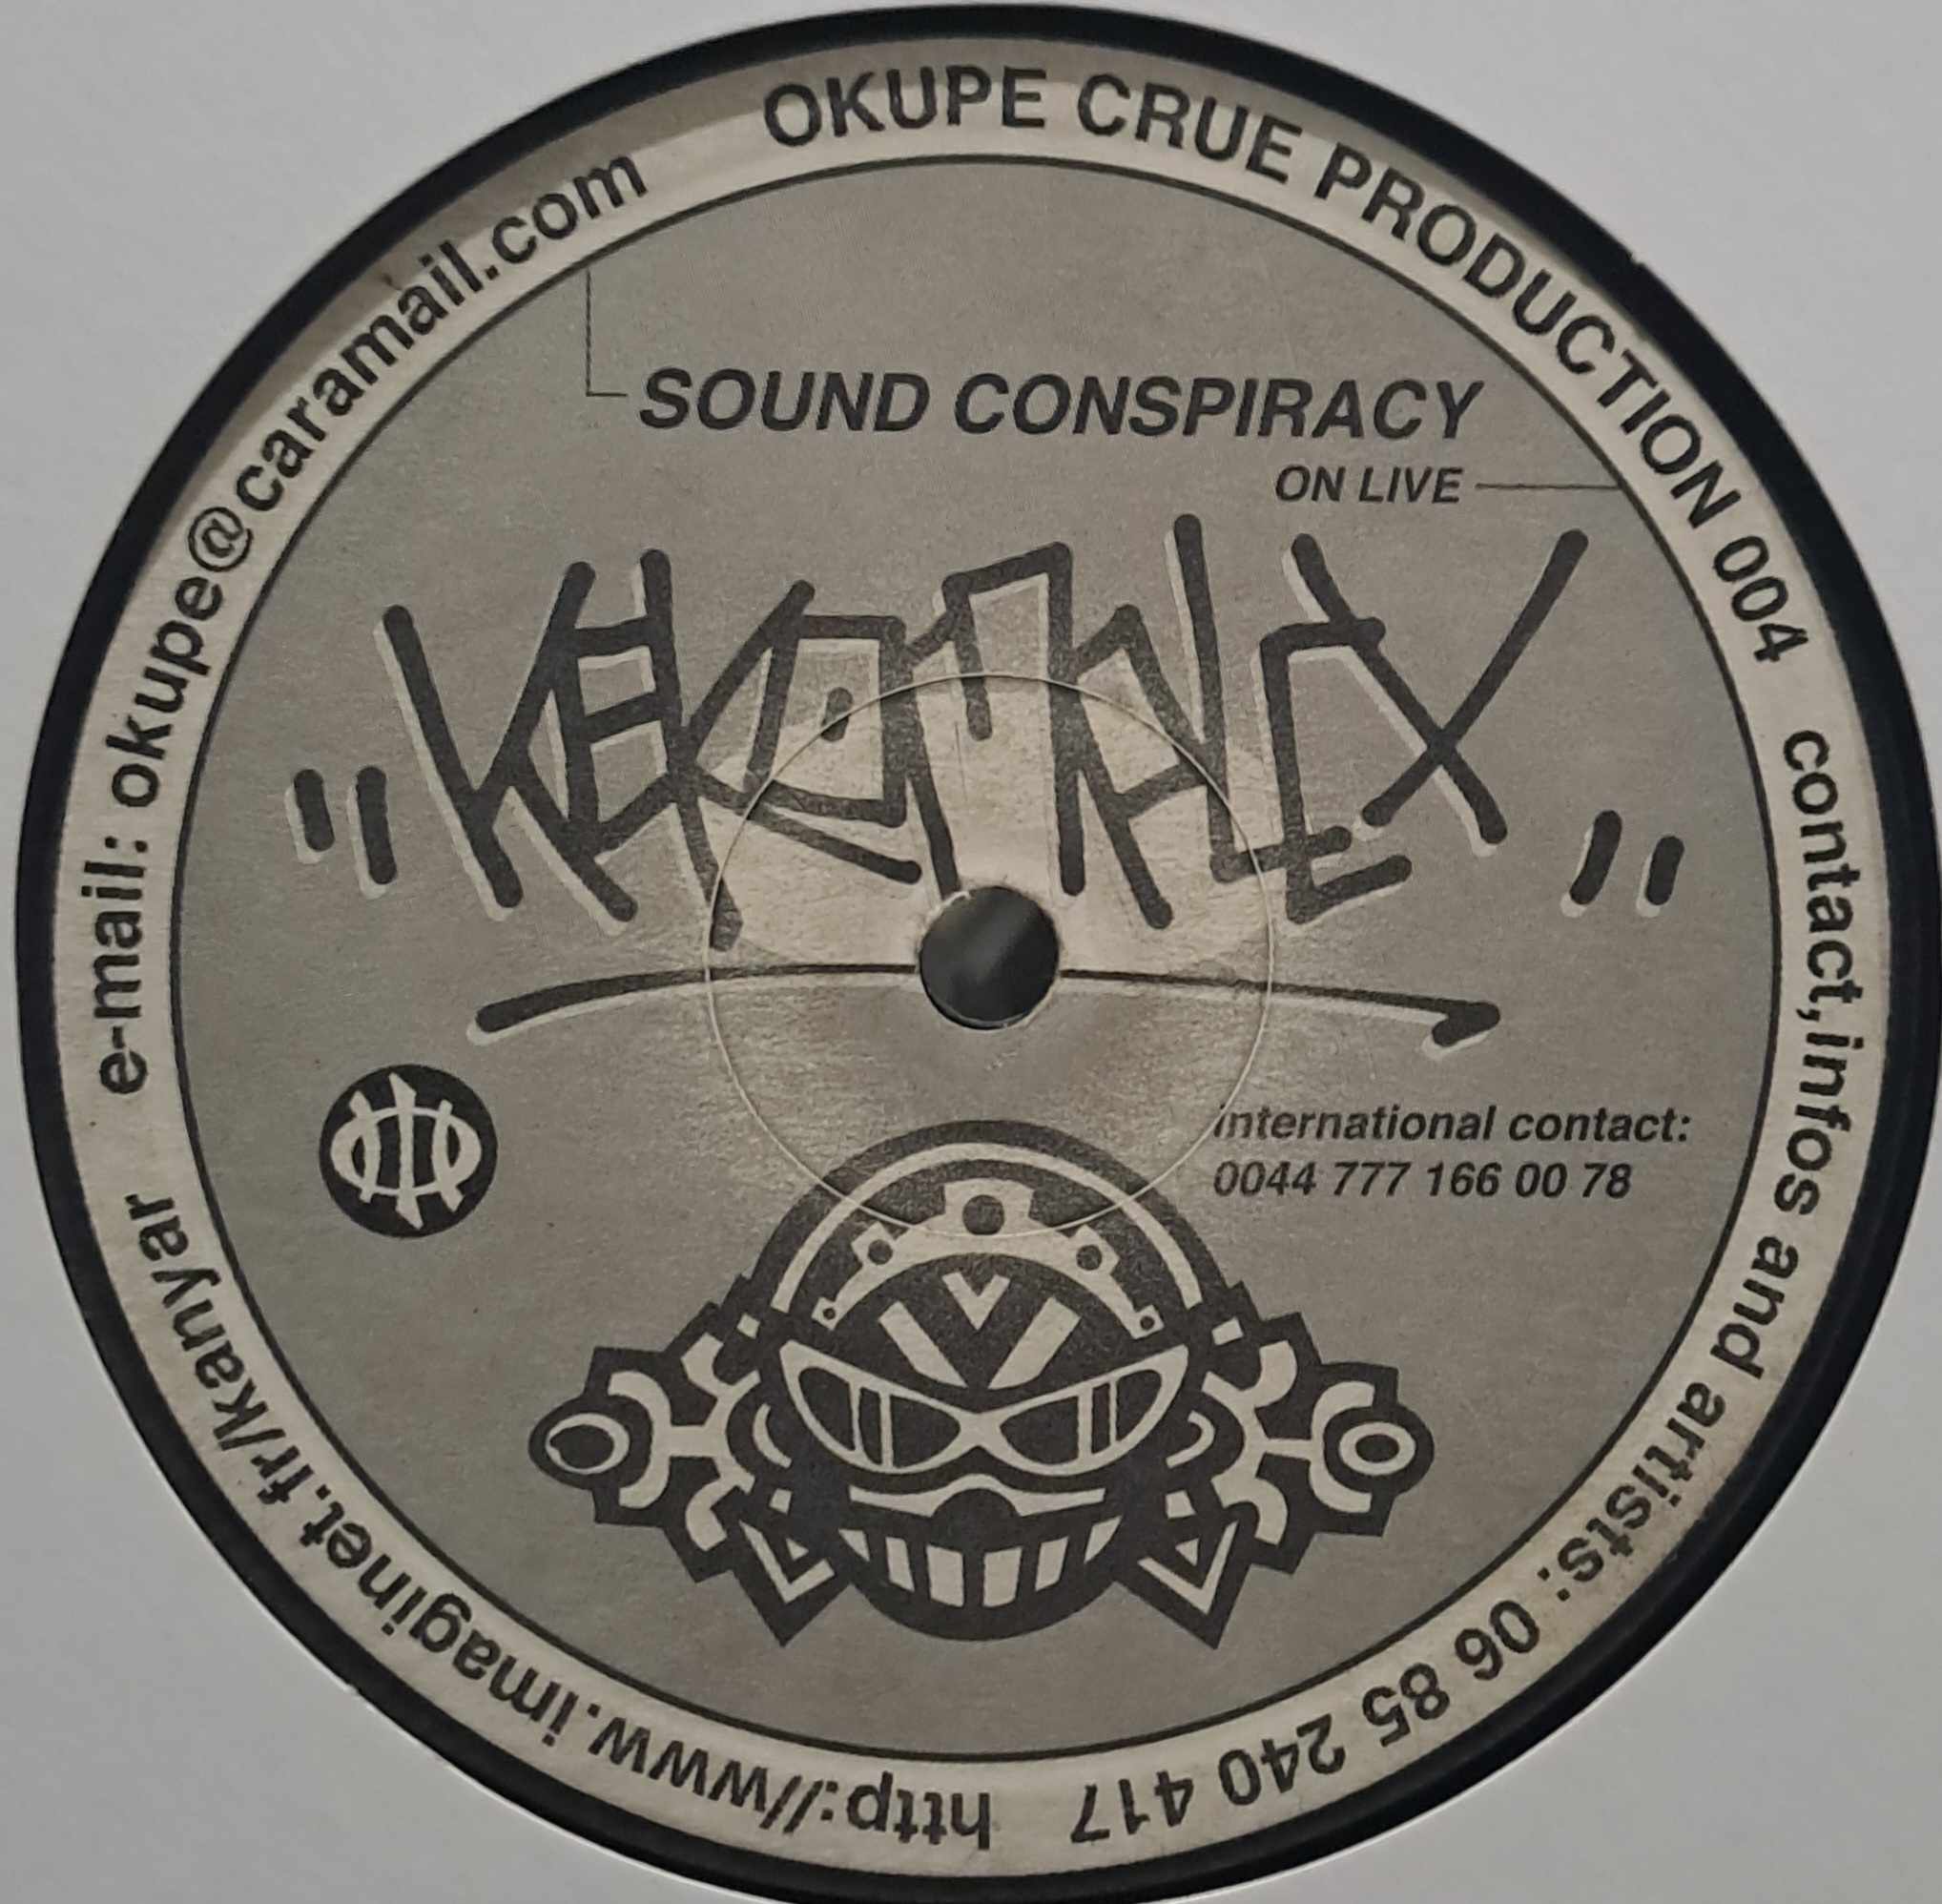 OKUPE CRUE PRODUCTION 004
contact,infos and artists: 06 85 240 417
http://www.imaginet.fr/kanyar
e-mail: okupe@caramail.com
SOUND CONSPIRACY
ON LIVE
international contact:
0044 777 166 00 78